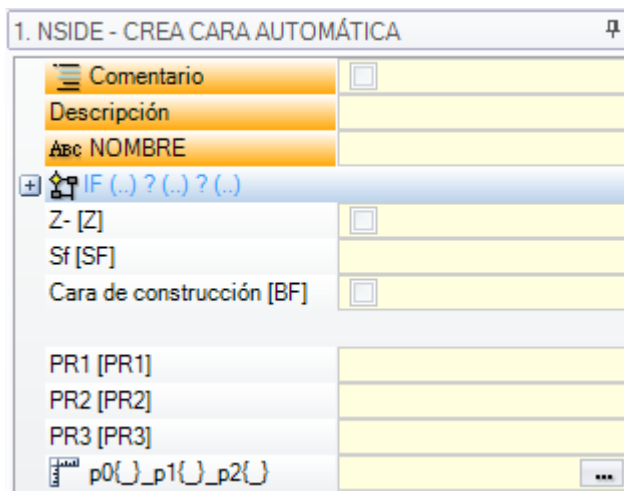 1. NSIDE - CREA CARA AUTOMÁTICA
Comentario
Descripción
ABC NOMBRE
IF (..) ? (..) ? (..)
Z- [Z]
Sf [SF]
Cara de construcción [BF]
PR1 [PR1]
PR2 [PR2]
PR3 [PR3]
p0{_}_p1{_}_p2{_} ...